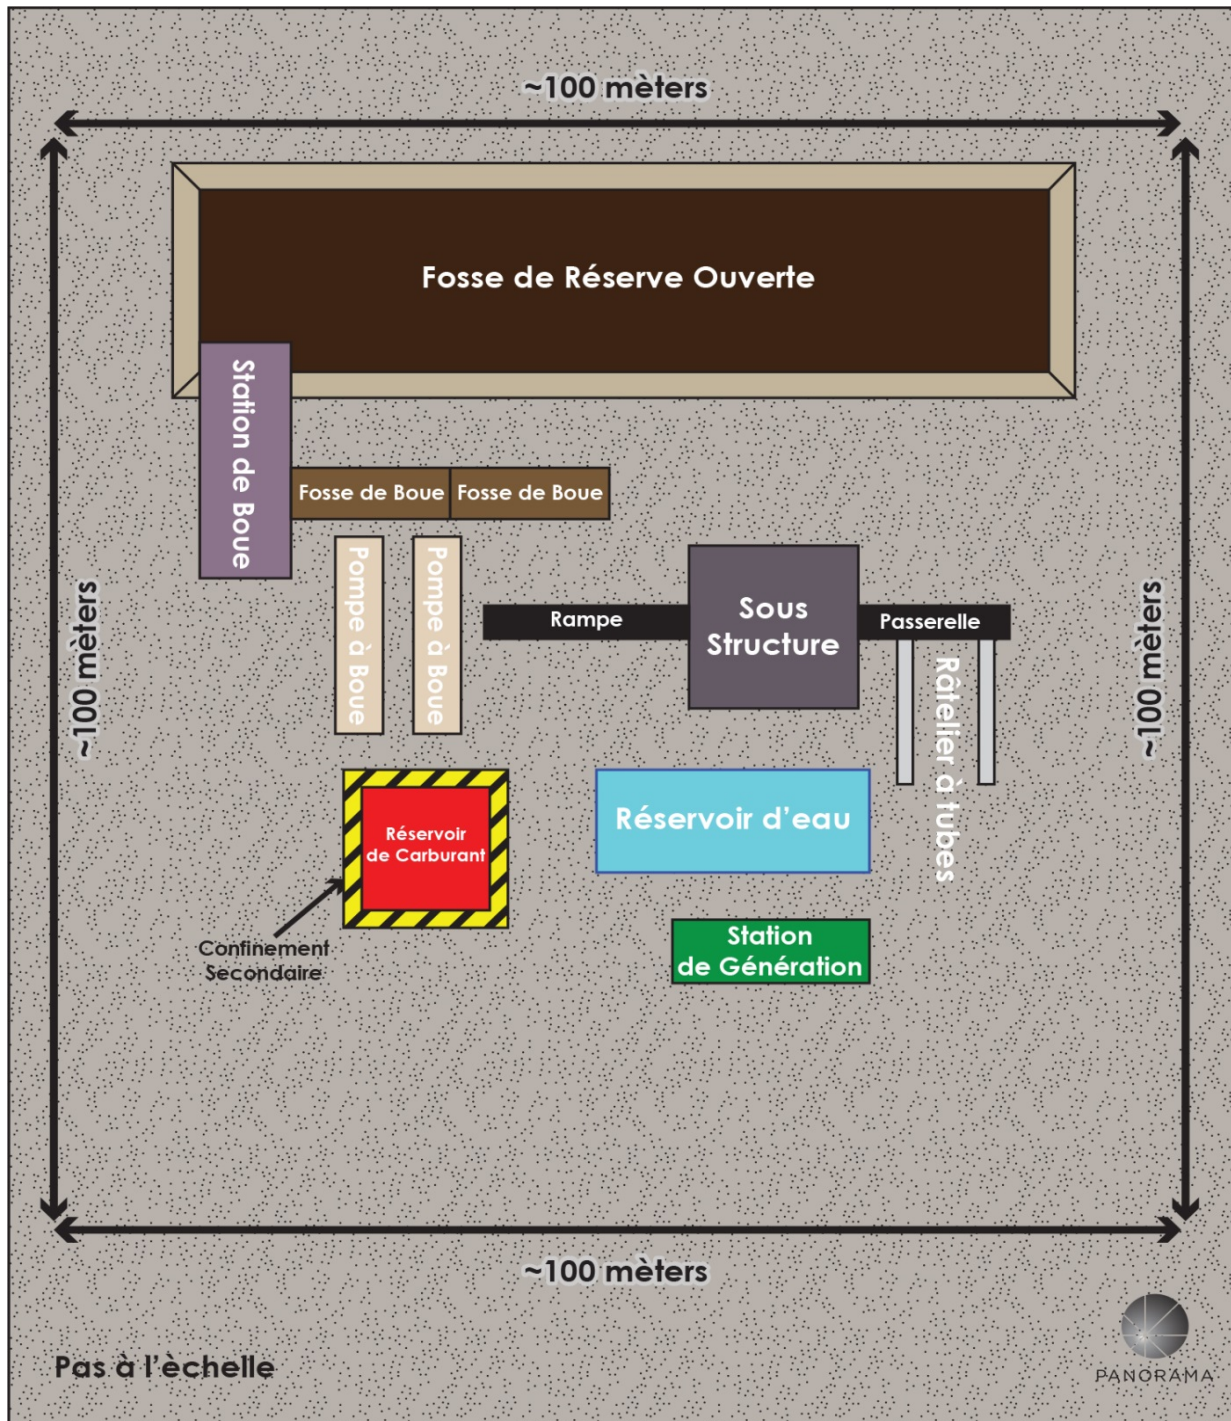 ~100 mèters
Fosse de Réserve Ouverte
Station de Boue
Fosse de Boue
Fosse de Boue
Pompe à Boue
Pompe à Boue
Rampe
Sous
Structure
Passerelle
Râtelier à tubes
~100 mèters
~100 mèters
Réservoir
de Carburant
Réservoir d'eau
Confinement
Secondaire
Station
de Génération
~100 mèters
Pas à l'èchelle
PANORAMA